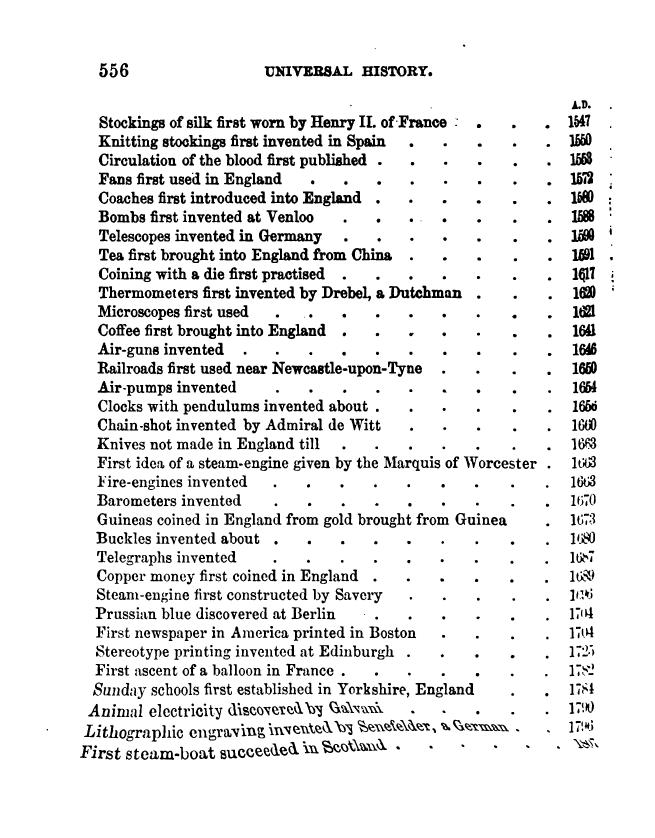 556 UNIVERSAL HISTORY.
A.D.
Stockings of silk first worn by Henry II. of France . . . 1547
Knitting stockings first invented in Spain . . . . . 1550
Circulation of the blood first published . . . . . . 1553
Fans first used in England . . . . . . . . 1572
Coaches first introduced into England . . . . . . 1580
Bombs first invented at Venloo . . . . . . . 1588
Telescopes invented in Germany . . . . . . . 1590
Tea first brought into England from China . . . . . 1591
Coining with a die first practised . . . . . . . 1617
Thermometers first invented by Drebel, a Dutchman . . . 1620
Microscopes first used . . . . . . . . . 1621
Coffee first brought into England . . . . . . . 1641
Air-guns invented . . . . . . . . . . 1646
Railroads first used near Newcastle-upon-Tyne . . . . 1650
Air-pumps invented . . . . . . . . . 1654
Clocks with pendulums invented about . . . . . . 1656
Chain-shot invented by Admiral de Witt . . . . . 1660
Knives not made in England till . . . . . . . 1663
First idea of a steam-engine given by the Marquis of Worcester . 1663
Fire-engines invented . . . . . . . . . 1663
Barometers invented . . . . . . . . . 1670
Guineas coined in England from gold brought from Guinea . 1673
Buckles invented about . . . . . . . . . 1680
Telegraphs invented . . . . . . . . . 1687
Copper money first coined in England . . . . . . 1689
Steam-engine first constructed by Savery . . . . . 1696
Prussian blue discovered at Berlin . . . . . . 1704
First newspaper in America printed in Boston . . . . 1704
Stereotype printing invented at Edinburgh . . . . . 1725
First ascent of a balloon in France . . . . . . . 1782
Sunday schools first established in Yorkshire, England . . 1784
Animal electricity discovered by Galvani . . . . . 1790
Lithographic engraving invented by Senefelder, a German . . 1796
First steam-boat succeeded in Scotland . . . . . .